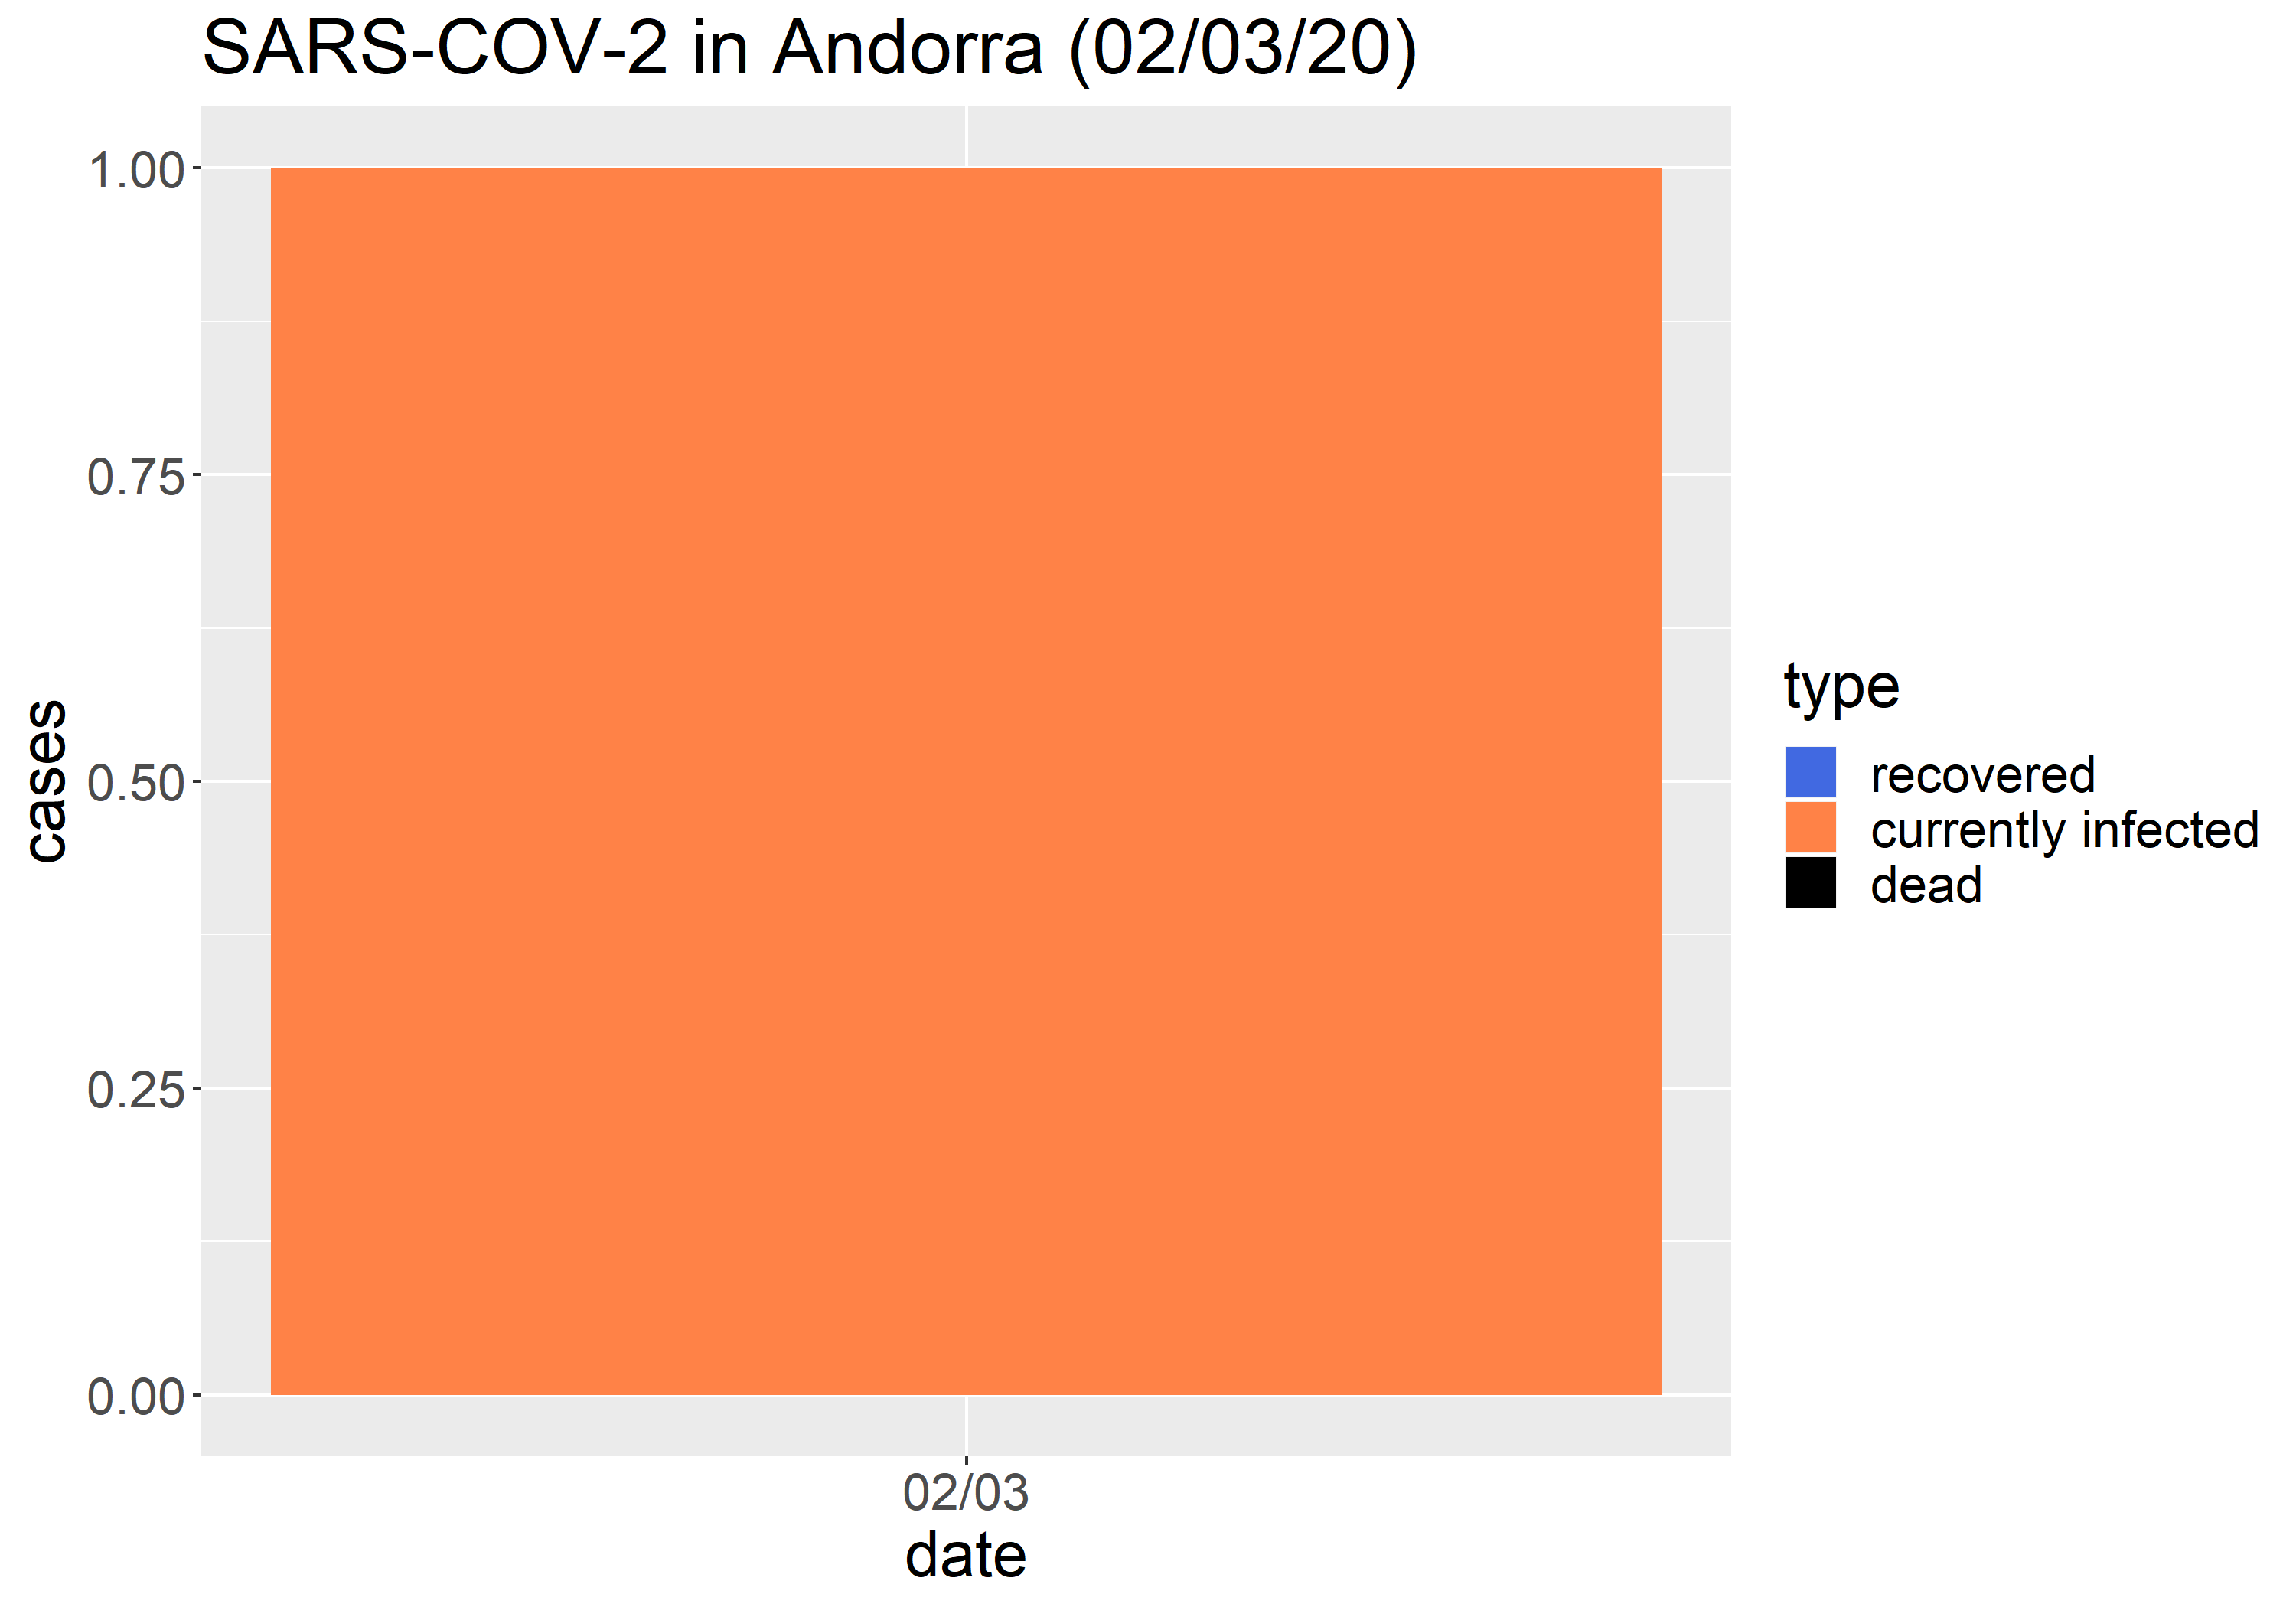 SARS-COV-2 in Andorra (02/03/20)
1.00
0.75
0.50
0.25
0.00
cases
02/03
date
type
recovered
currently infected
dead